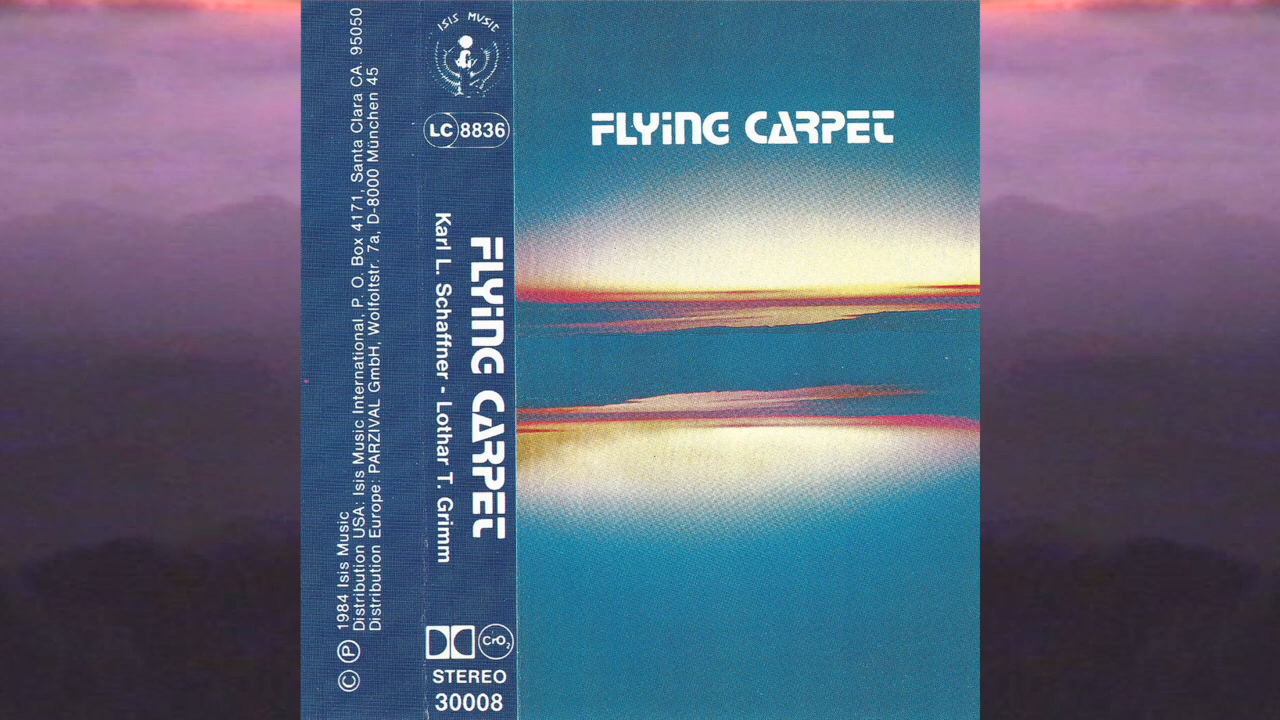 © ℗ 1984 Isis Music
Distribution USA: Isis Music International, P. O. Box 4171, Santa Clara CA. 95050
Distribution Europe: PARZIVAL GmbH, Wolfoltstr. 7a, D-8000 München 45
ISIS MUSIC
LC 8836
FLYiNG CARPET
Karl L. Schaffner - Lothar T. Grimm
CrO₂
STEREO
30008
FLYiNG CARPET